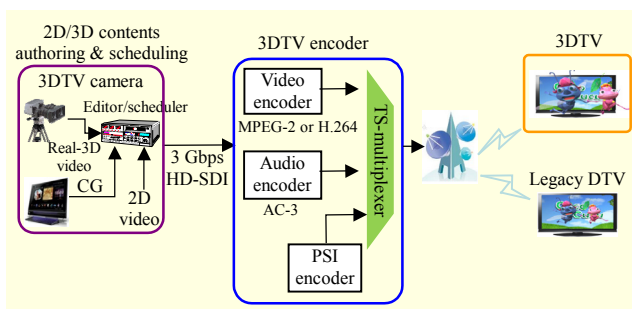 2D/3D contents
authoring & scheduling
3DTV camera
Editor/scheduler
Real-3D
video
CG
2D
video
3 Gbps
HD-SDI
3DTV encoder
Video
encoder
MPEG-2 or H.264
Audio
encoder
AC-3
PSI
encoder
TS-multiplexer
3DTV
Legacy DTV